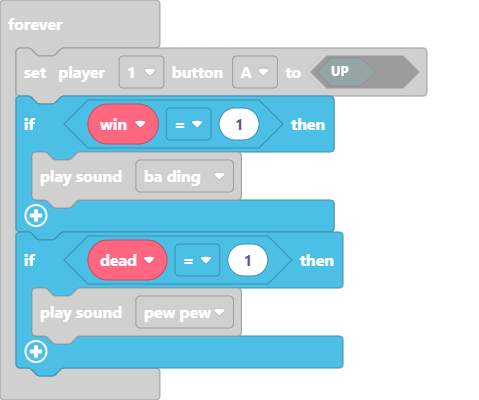 forever
set player 1 button A to UP
if win = 1 then
play sound ba ding
if dead = 1 then
play sound pew pew